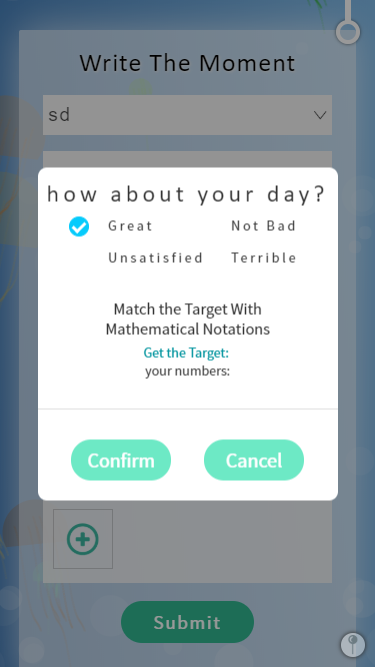 Write The Moment
sd
how about your day?
Great Not Bad
Unsatisfied Terrible
Match the Target With
Mathematical Notations
Get the Target:
your numbers:
Confirm Cancel
Submit